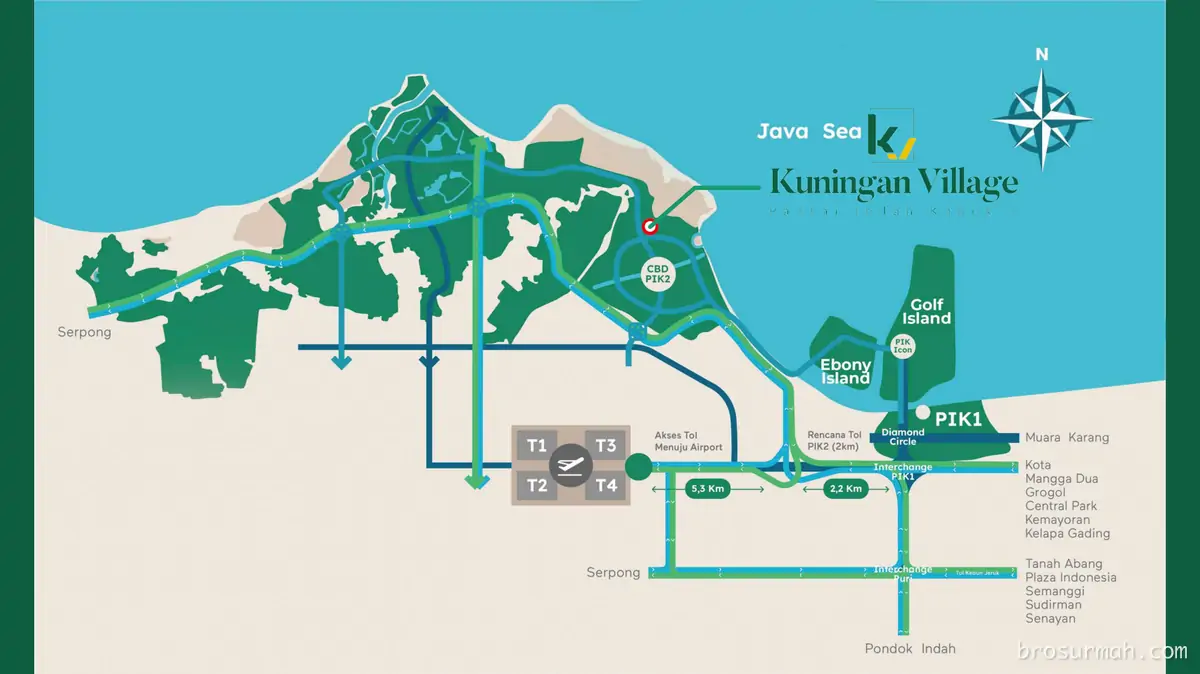 N
Java Sea
Kuningan Village
CBD
PIK2
Golf
Island
PIK
Icon
Ebony
Island
Serpong
PIK1
Diamond
Circle
Muara Karang
T1
T3
T2
T4
Akses Tol
Menuju Airport
Rencana Tol
PIK2 (2km)
Interchange
PIK1
5,3 Km
2,2 Km
Kota
Mangga Dua
Grogol
Central Park
Kemayoran
Kelapa Gading
Serpong
Interchange
Puri
Tol Kebon Jeruk
Tanah Abang
Plaza Indonesia
Semanggi
Sudirman
Senayan
Pondok Indah
brosurmah.com